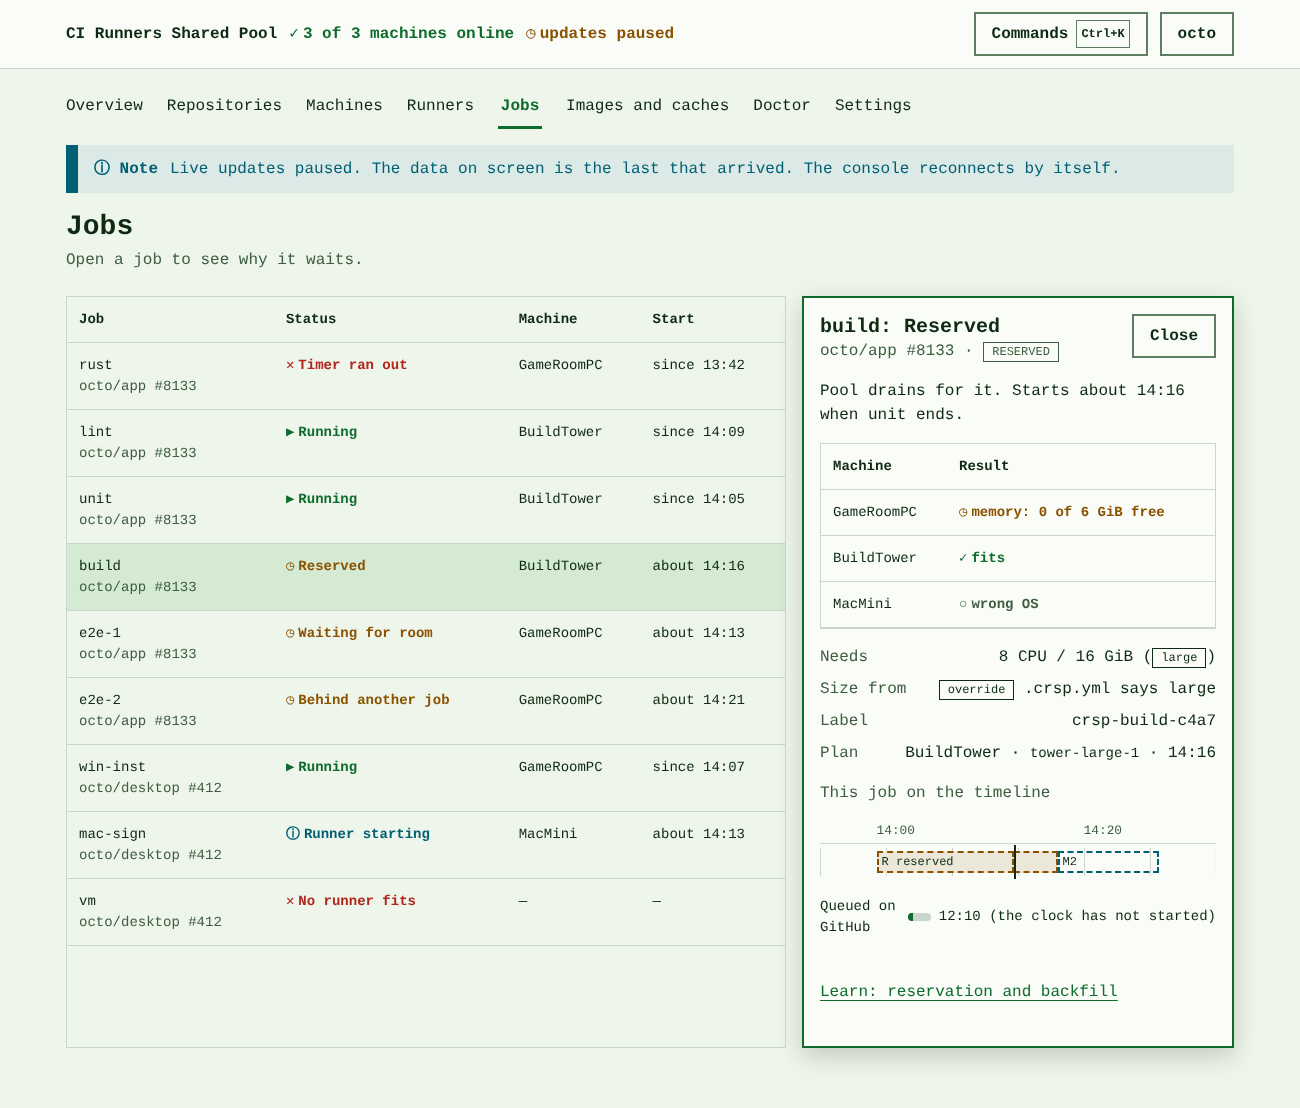 CI Runners Shared Pool ✓ 3 of 3 machines online ◷ updates paused Commands Ctrl+K octo
Overview Repositories Machines Runners Jobs Images and caches Doctor Settings
ⓘ Note Live updates paused. The data on screen is the last that arrived. The console reconnects by itself.
Jobs
Open a job to see why it waits.
Job Status Machine Start
rust ✕ Timer ran out GameRoomPC since 13:42
octo/app #8133
lint ▶ Running BuildTower since 14:09
octo/app #8133
unit ▶ Running BuildTower since 14:05
octo/app #8133
build ◷ Reserved BuildTower about 14:16
octo/app #8133
e2e-1 ◷ Waiting for room GameRoomPC about 14:13
octo/app #8133
e2e-2 ◷ Behind another job GameRoomPC about 14:21
octo/app #8133
win-inst ▶ Running GameRoomPC since 14:07
octo/desktop #412
mac-sign ⓘ Runner starting MacMini about 14:13
octo/desktop #412
vm ✕ No runner fits — —
octo/desktop #412
build: Reserved Close
octo/app #8133 · RESERVED
Pool drains for it. Starts about 14:16
when unit ends.
Machine Result
GameRoomPC ◷ memory: 0 of 6 GiB free
BuildTower ✓ fits
MacMini ○ wrong OS
Needs 8 CPU / 16 GiB (large)
Size from override .crsp.yml says large
Label crsp-build-c4a7
Plan BuildTower · tower-large-1 · 14:16
This job on the timeline
14:00 14:20
R reserved M2
Queued on
GitHub 12:10 (the clock has not started)
Learn: reservation and backfill